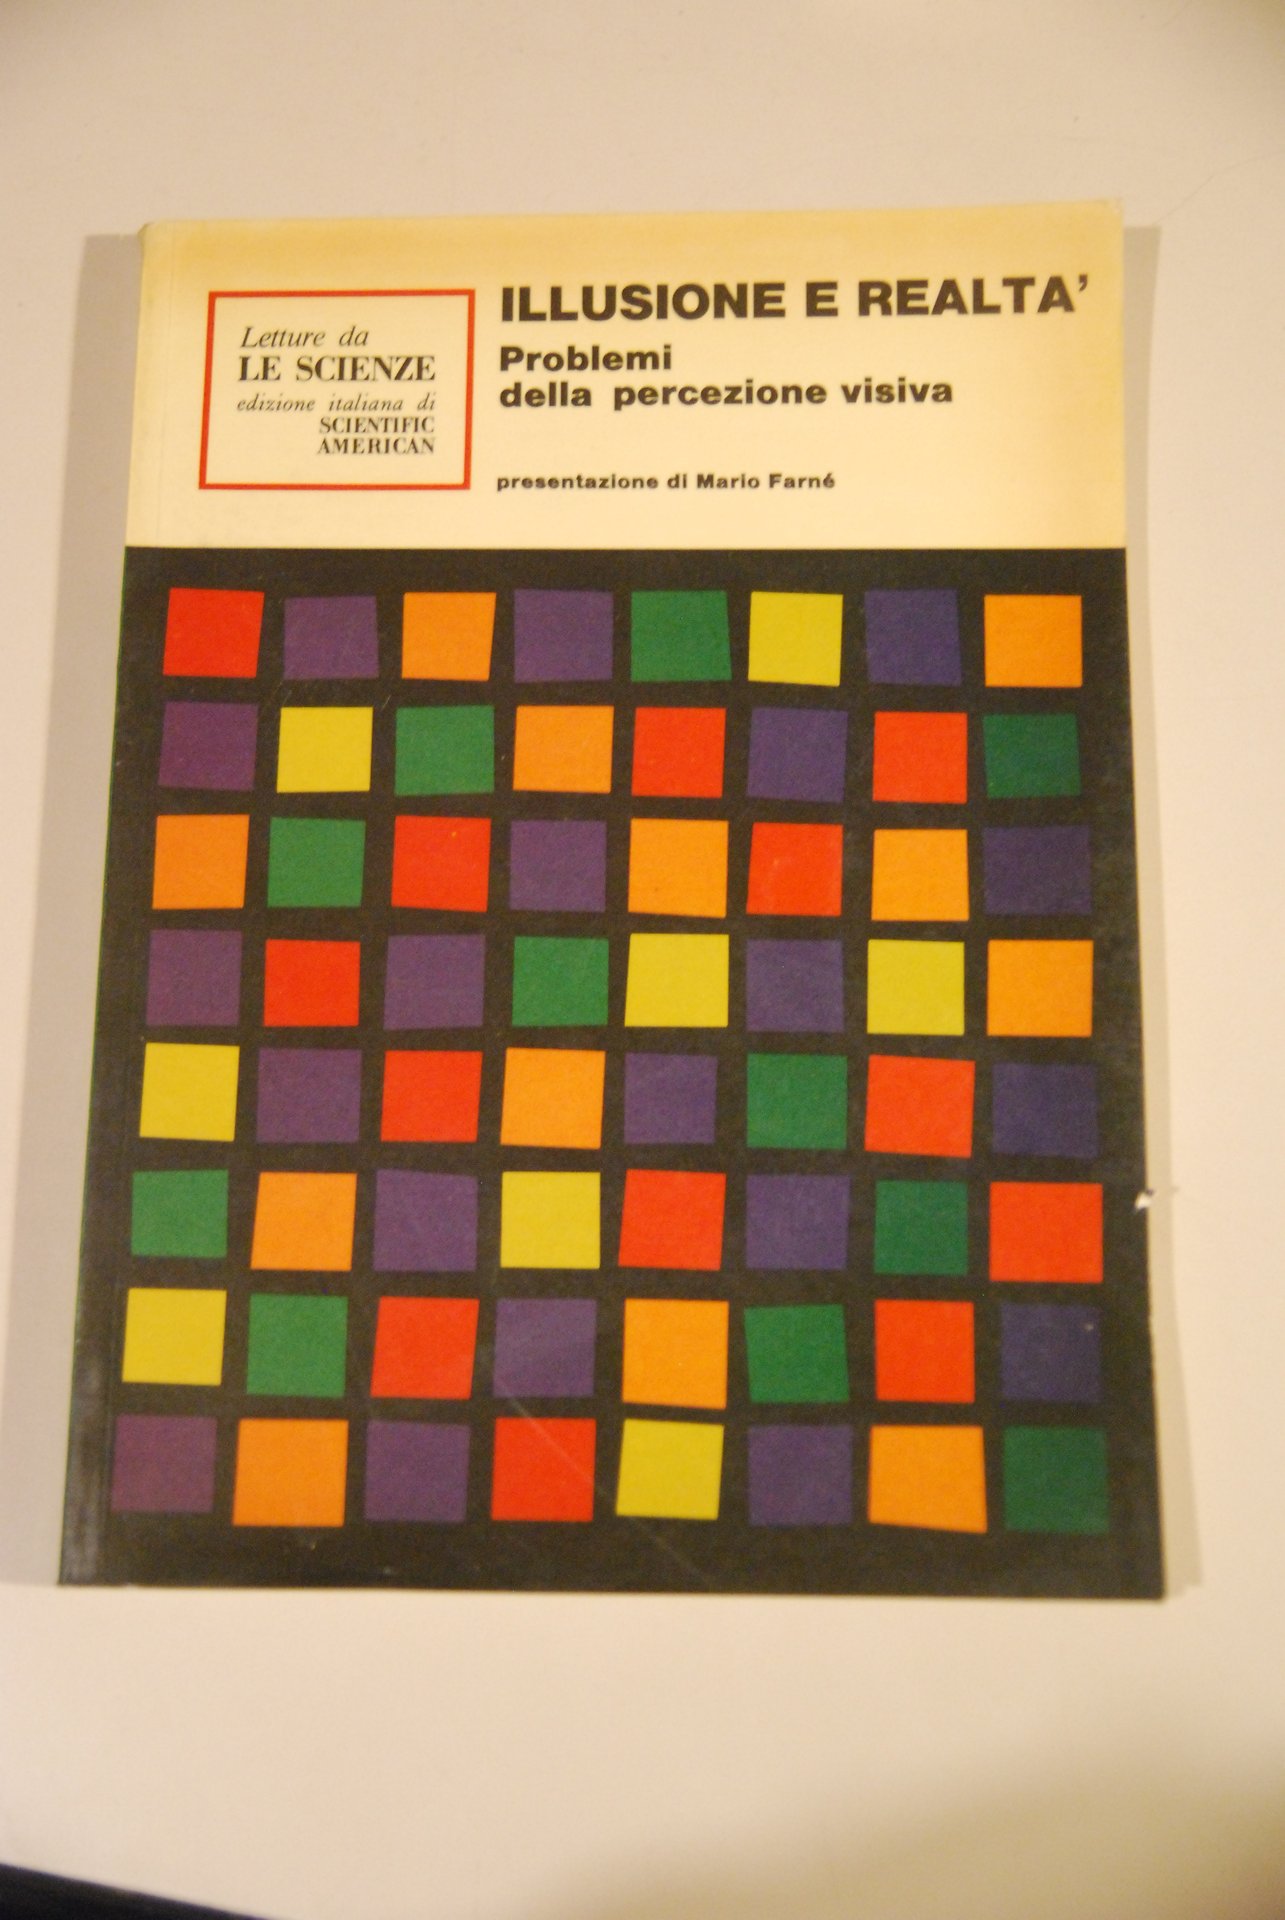 Letture da
LE SCIENZE
edizione italiana di
SCIENTIFIC
AMERICAN
ILLUSIONE E REALTA'
Problemi
della percezione visiva
presentazione di Mario Farné